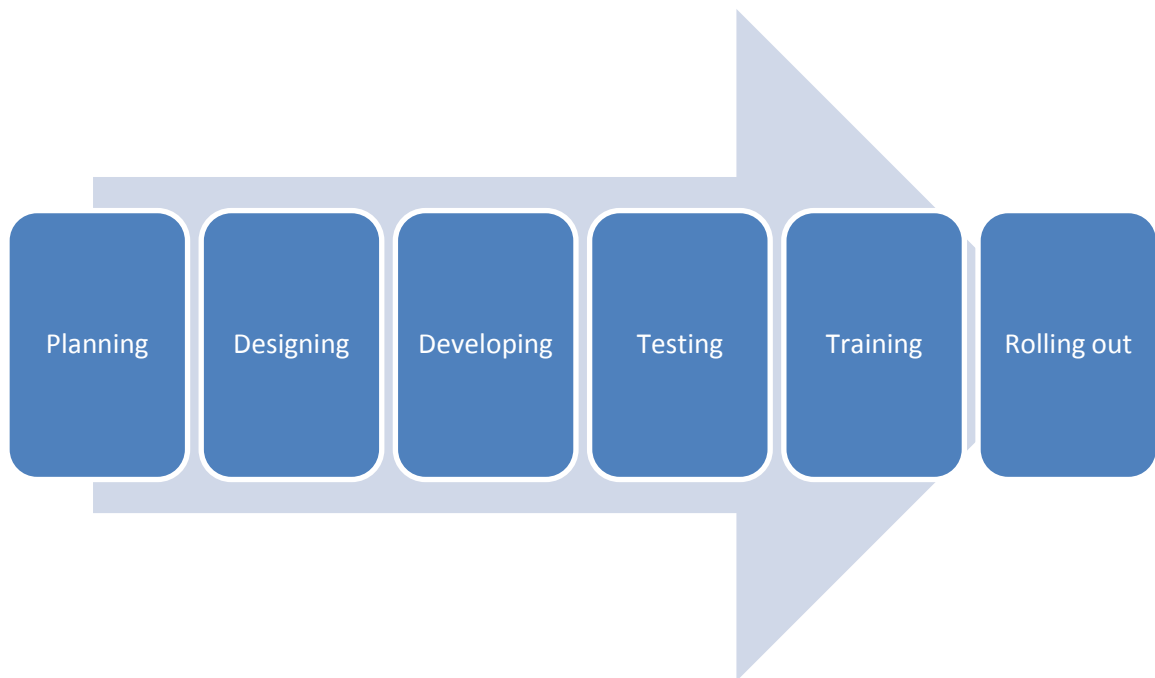 Planning
Designing
Developing
Testing
Training
Rolling out